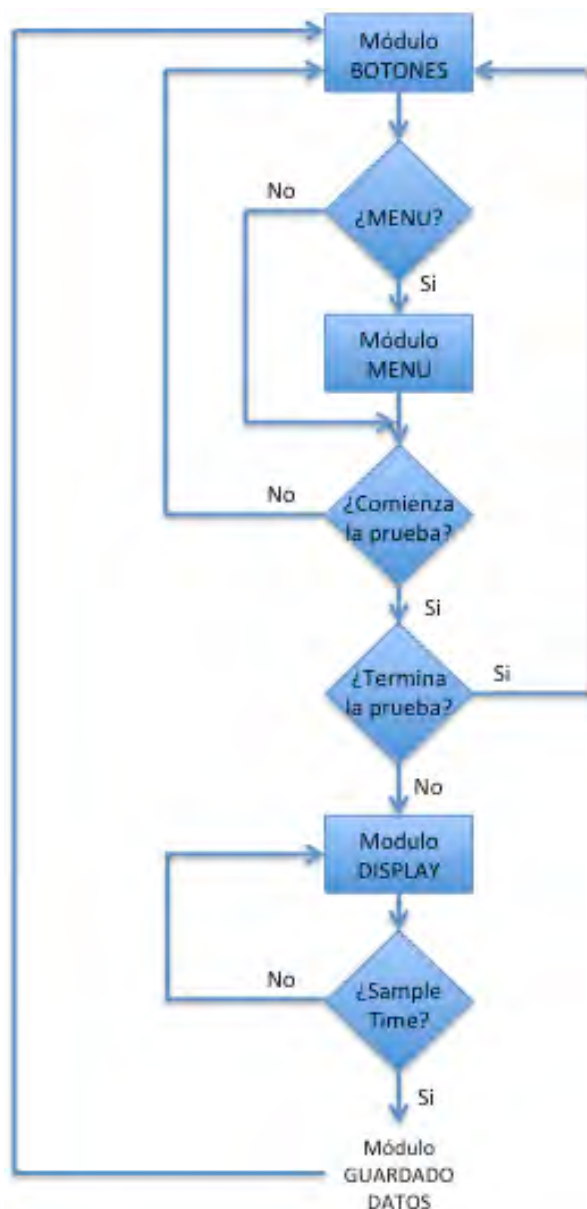 Módulo
BOTONES
No
¿MENU?
Si
Módulo
MENU
No
¿Comienza
la prueba?
Si
¿Termina
la prueba?
Si
No
Modulo
DISPLAY
No
¿Sample
Time?
Si
Módulo
GUARDADO
DATOS